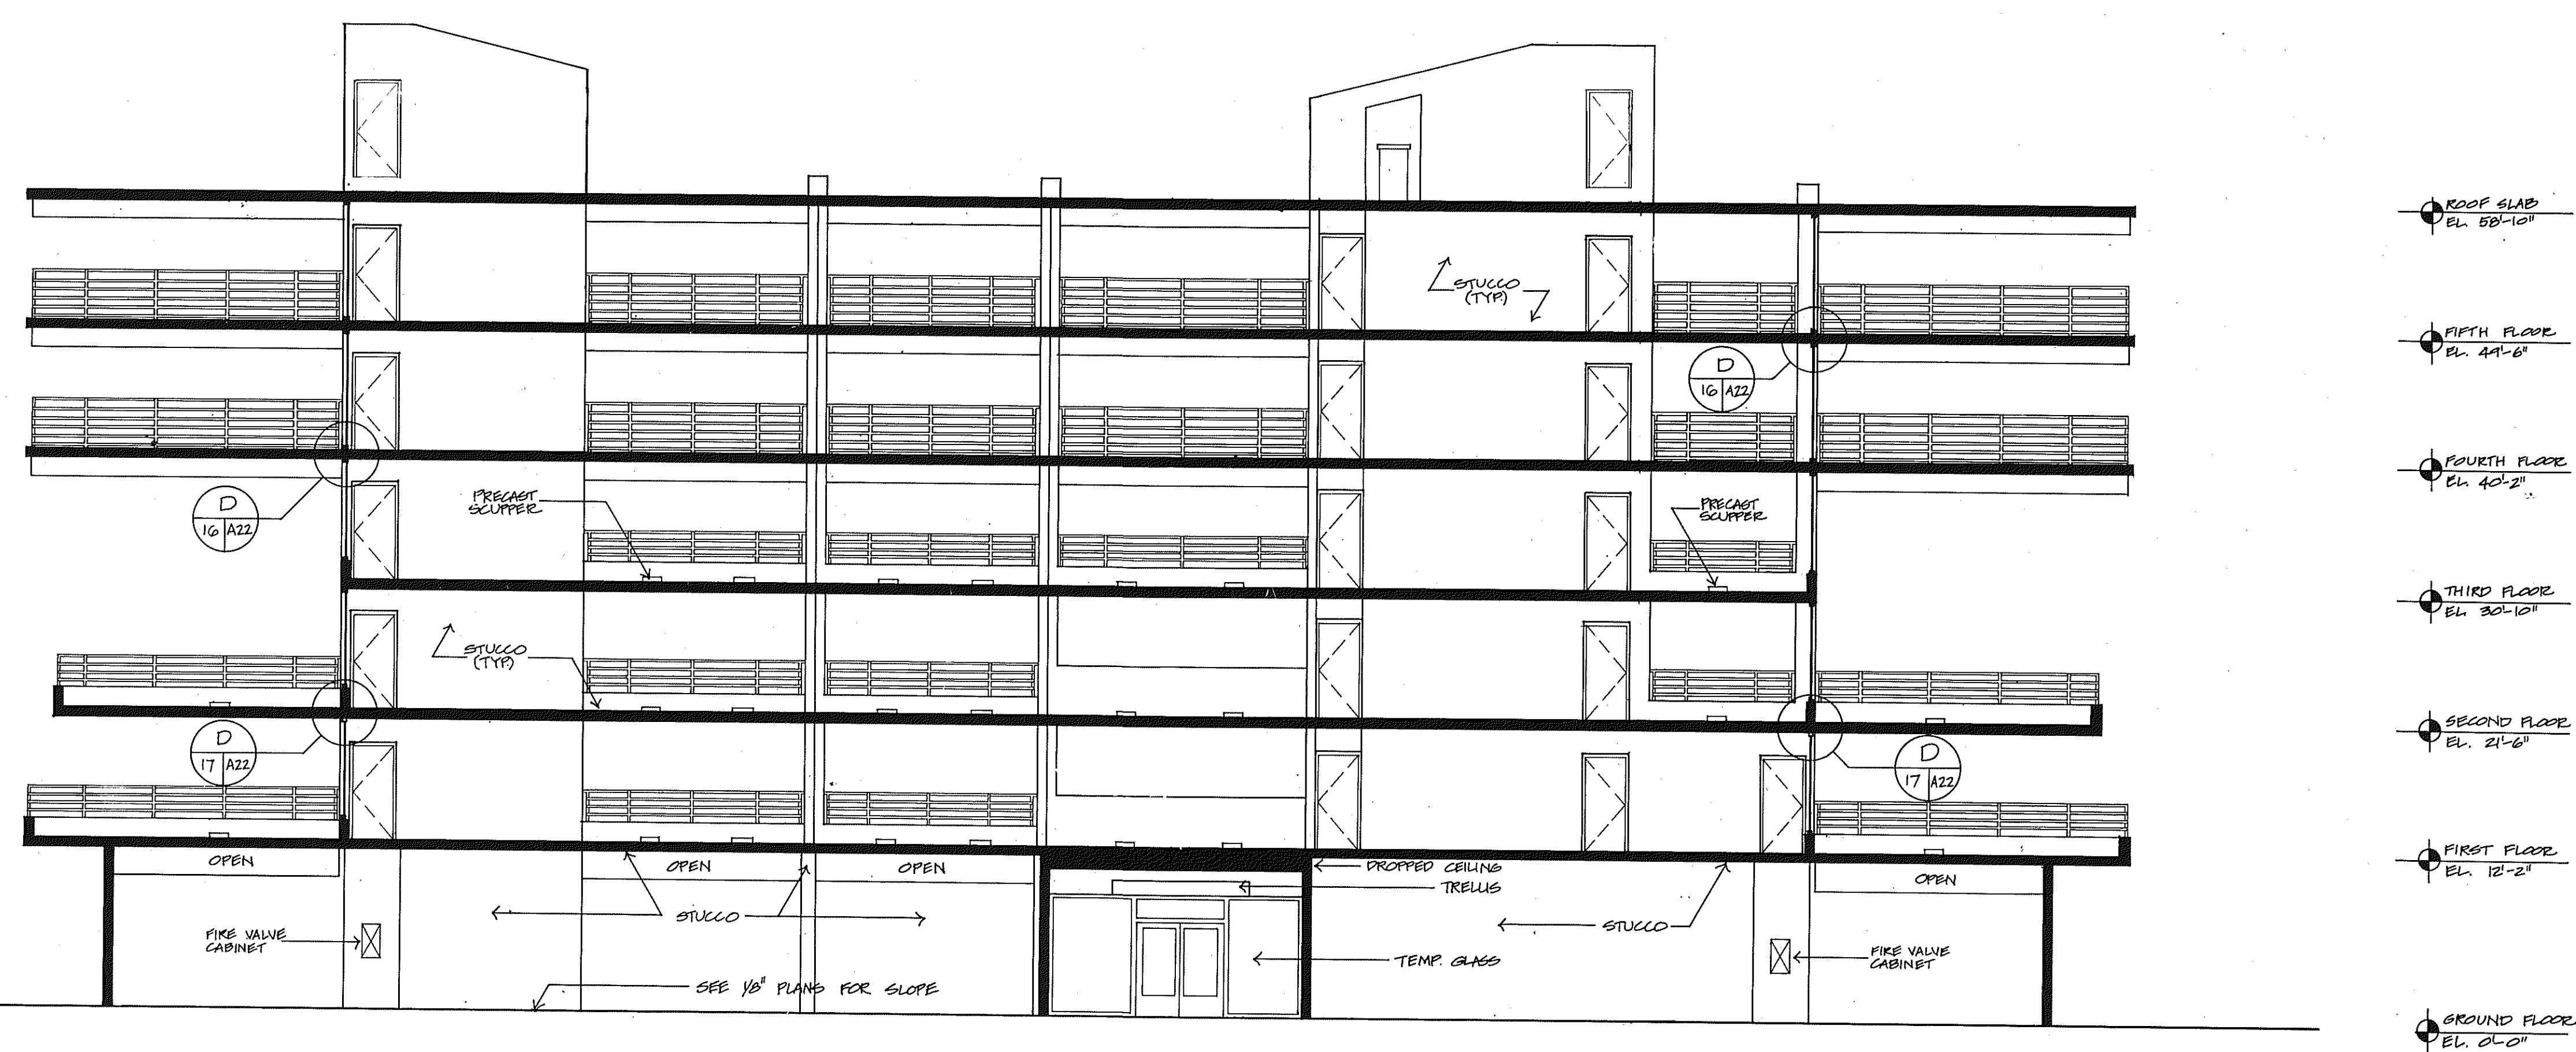 ROOF SLAB
EL. 58'-10"
STUCCO
(TYP.)
FIFTH FLOOR
EL. 49'-6"
D
16 A22
FOURTH FLOOR
EL. 40'-2"
PRECAST
SCUPPER
PRECAST
SCUPPER
D
16 A22
THIRD FLOOR
EL. 30'-10"
STUCCO
(TYP.)
SECOND FLOOR
EL. 21'-6"
D
17 A22
D
17 A22
FIRST FLOOR
EL. 12'-2"
OPEN
OPEN
OPEN
DROPPED CEILING
OPEN
TRELLIS
STUCCO
STUCCO
FIRE VALVE
CABINET
FIRE VALVE
CABINET
TEMP. GLASS
SEE 1/8" PLANS FOR SLOPE
GROUND FLOOR
EL. 0'-0"